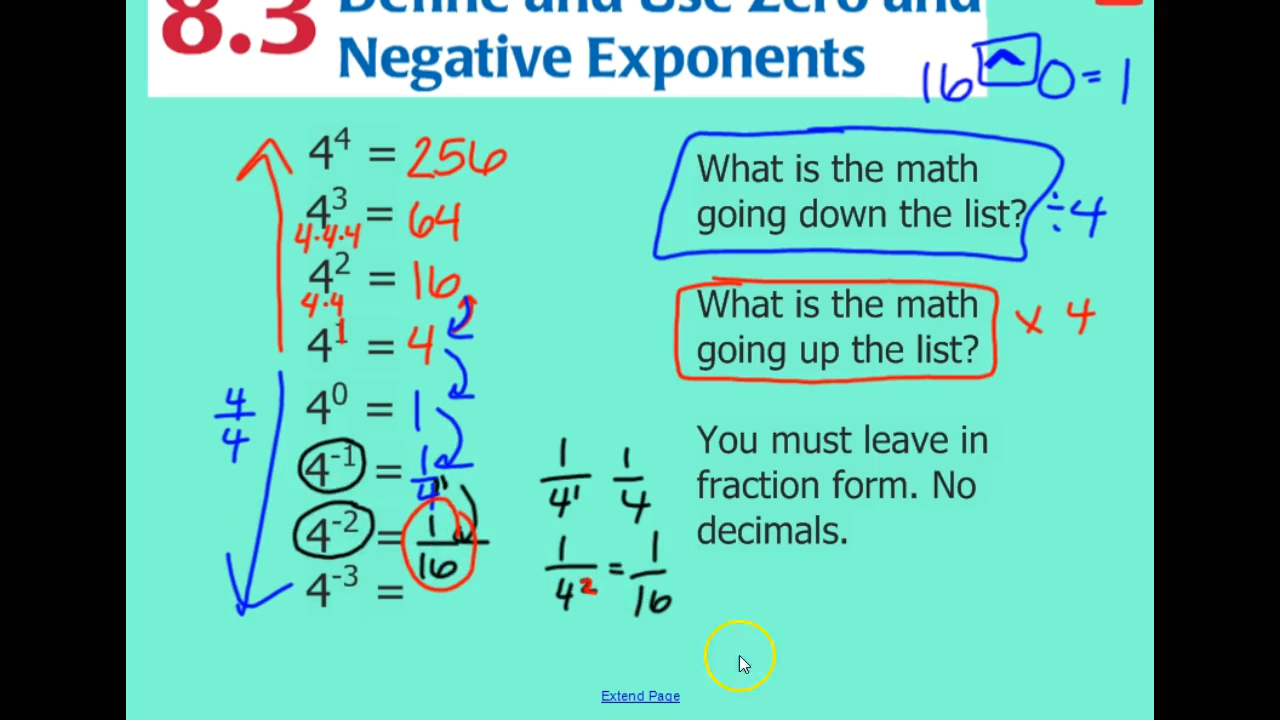 8.3 Define and Use Zero and
Negative Exponents
16 ^ 0 = 1
4⁴ = 256
4³ = 64
4·4·4
4² = 16
4·4
4¹ = 4
4⁰ = 1
4⁻¹ = 1/4¹
4⁻² = 1/16
4⁻³ =
4/4
What is the math
going down the list? ÷4
What is the math
going up the list? x 4
1/4¹ 1/4
1/4² = 1/16
You must leave in
fraction form. No
decimals.
Extend Page